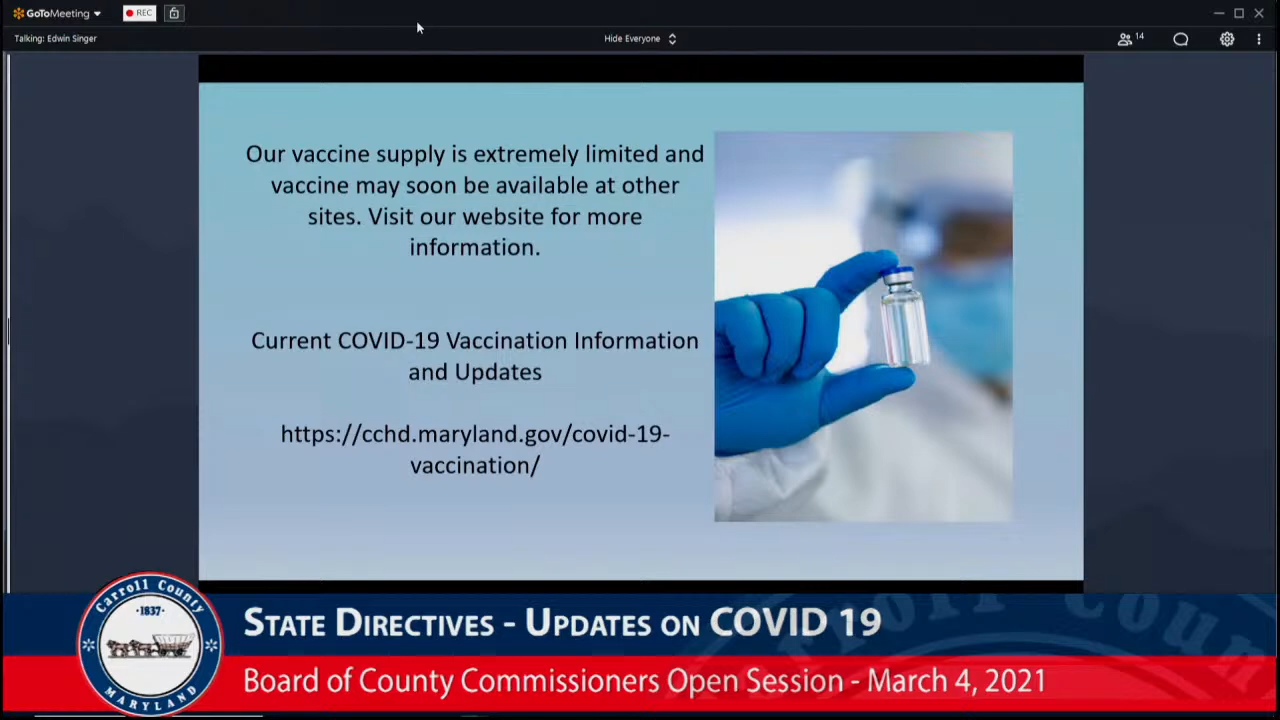 GoToMeeting
REC
Talking: Edwin Singer
Hide Everyone
14
Our vaccine supply is extremely limited and
vaccine may soon be available at other
sites. Visit our website for more
information.
Current COVID-19 Vaccination Information
and Updates
https://cchd.maryland.gov/covid-19-
vaccination/
Carroll County
1837
MARYLAND
STATE DIRECTIVES - UPDATES ON COVID 19
Board of County Commissioners Open Session - March 4, 2021